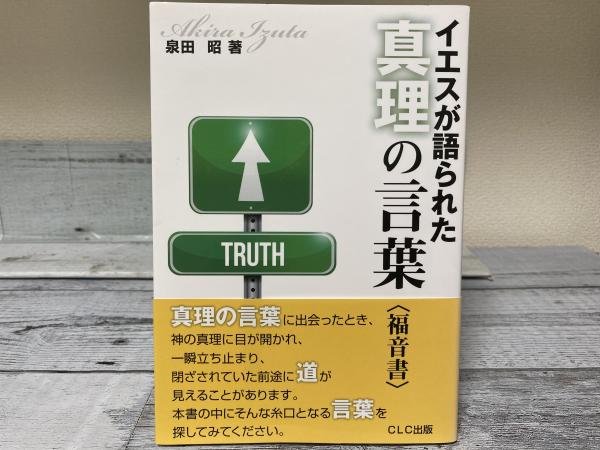 Akira Izuta
泉田 昭 著
イエスが語られた
真理の言葉
〈福音書〉
TRUTH
真理の言葉に出会ったとき、
神の真理に目が開かれ、
一瞬立ち止まり、
閉ざされていた前途に道が
見えることがあります。
本書の中にそんな糸口となる言葉を
探してみてください。
CLC出版